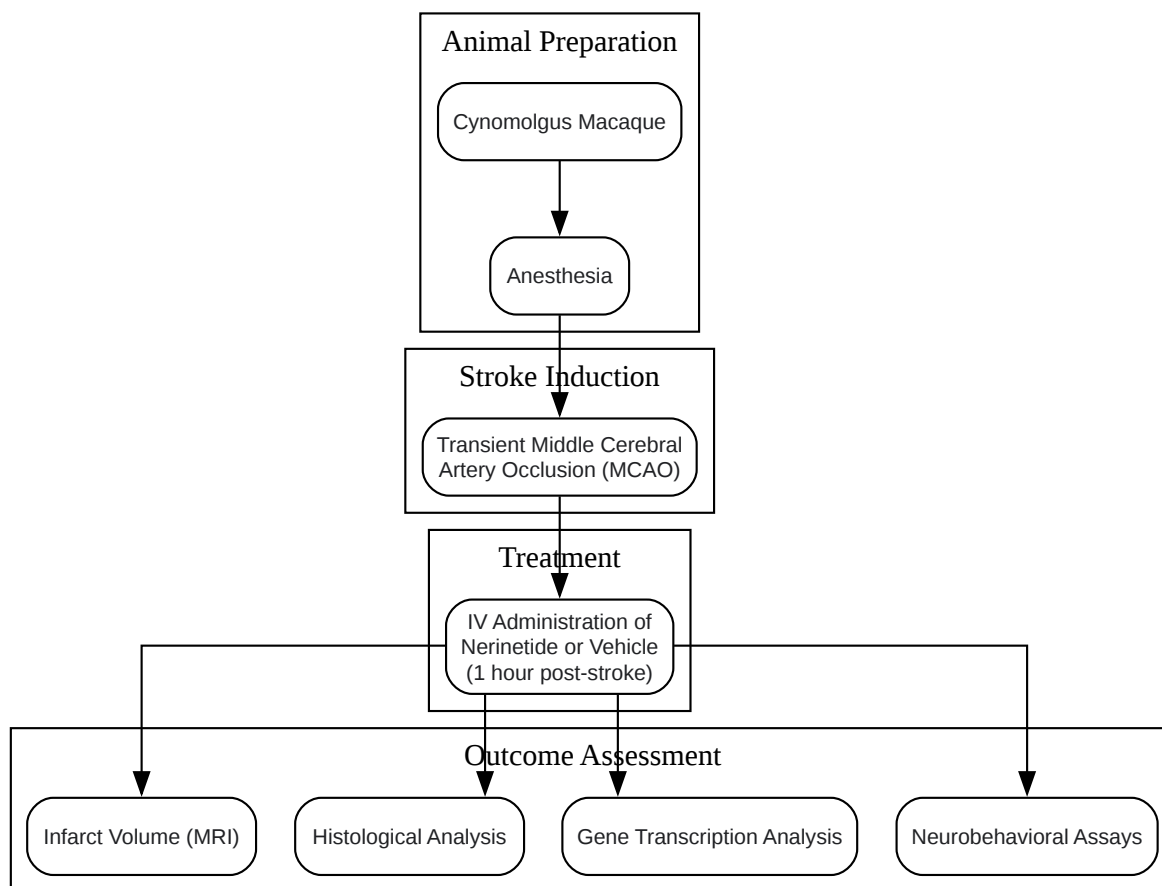 Animal Preparation
Cynomolgus Macaque
Anesthesia
Stroke Induction
Transient Middle Cerebral
Artery Occlusion (MCAO)
Treatment
IV Administration of
Nerinetide or Vehicle
(1 hour post-stroke)
Outcome Assessment
Infarct Volume (MRI)
Histological Analysis
Gene Transcription Analysis
Neurobehavioral Assays